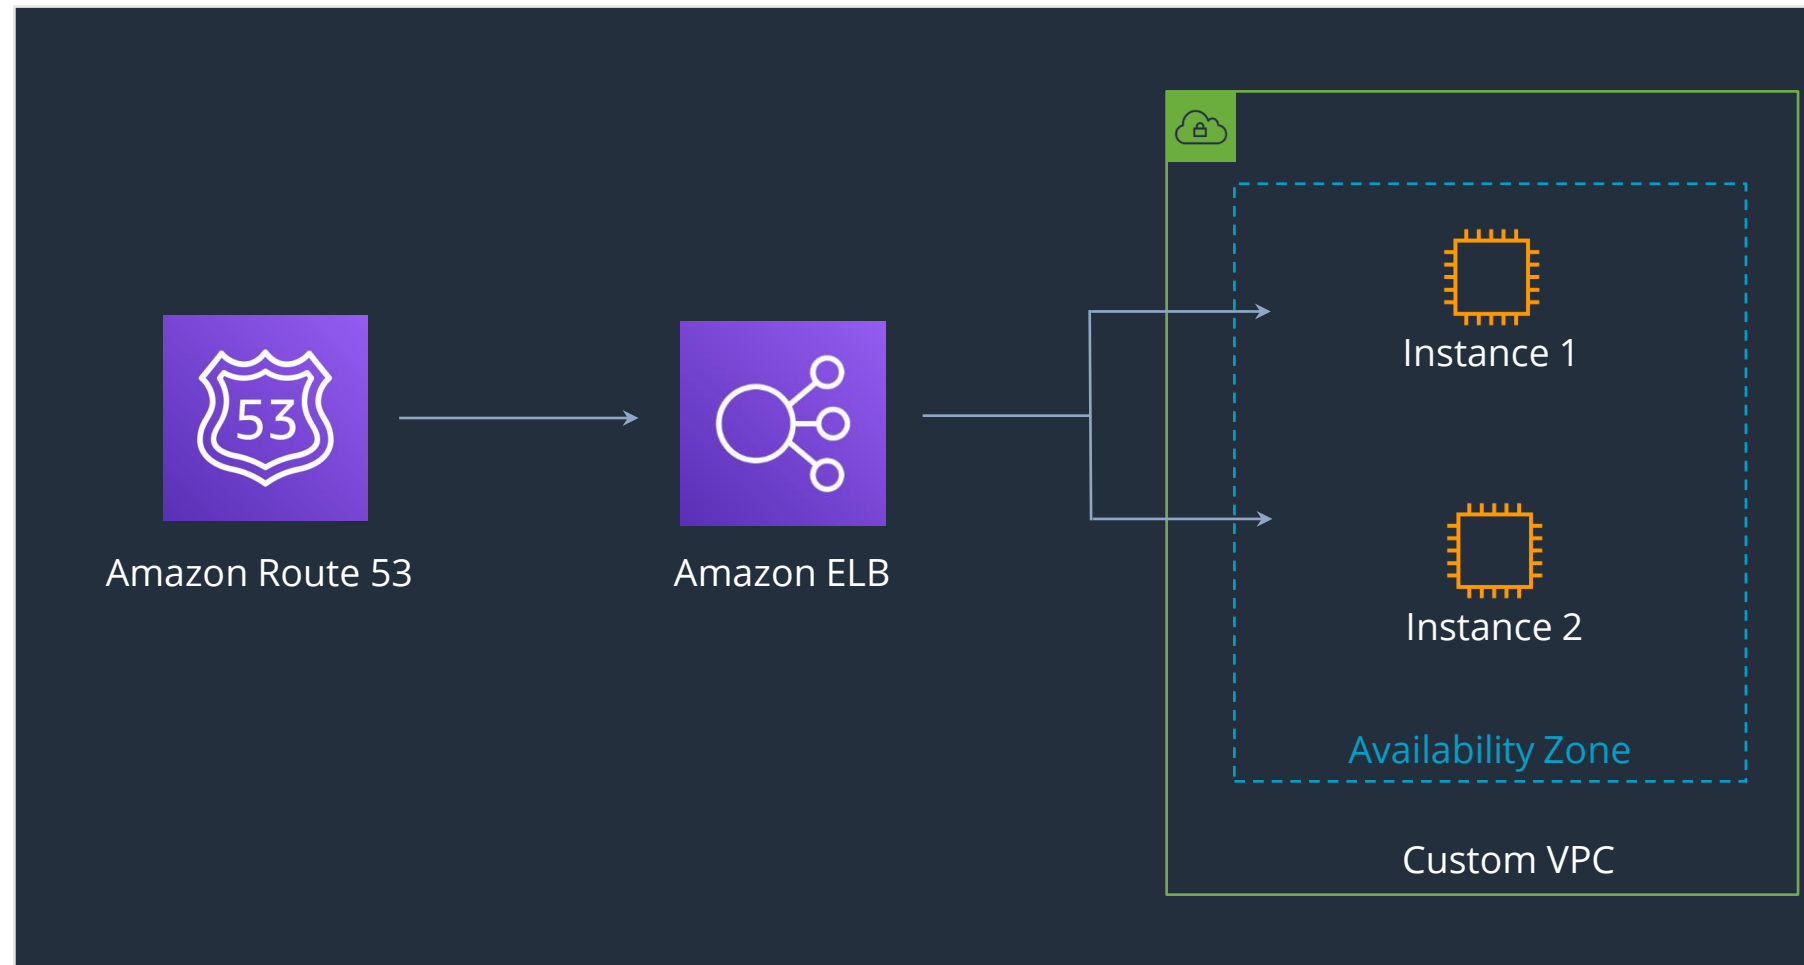 53
Amazon Route 53
Amazon ELB
Instance 1
Instance 2
Availability Zone
Custom VPC